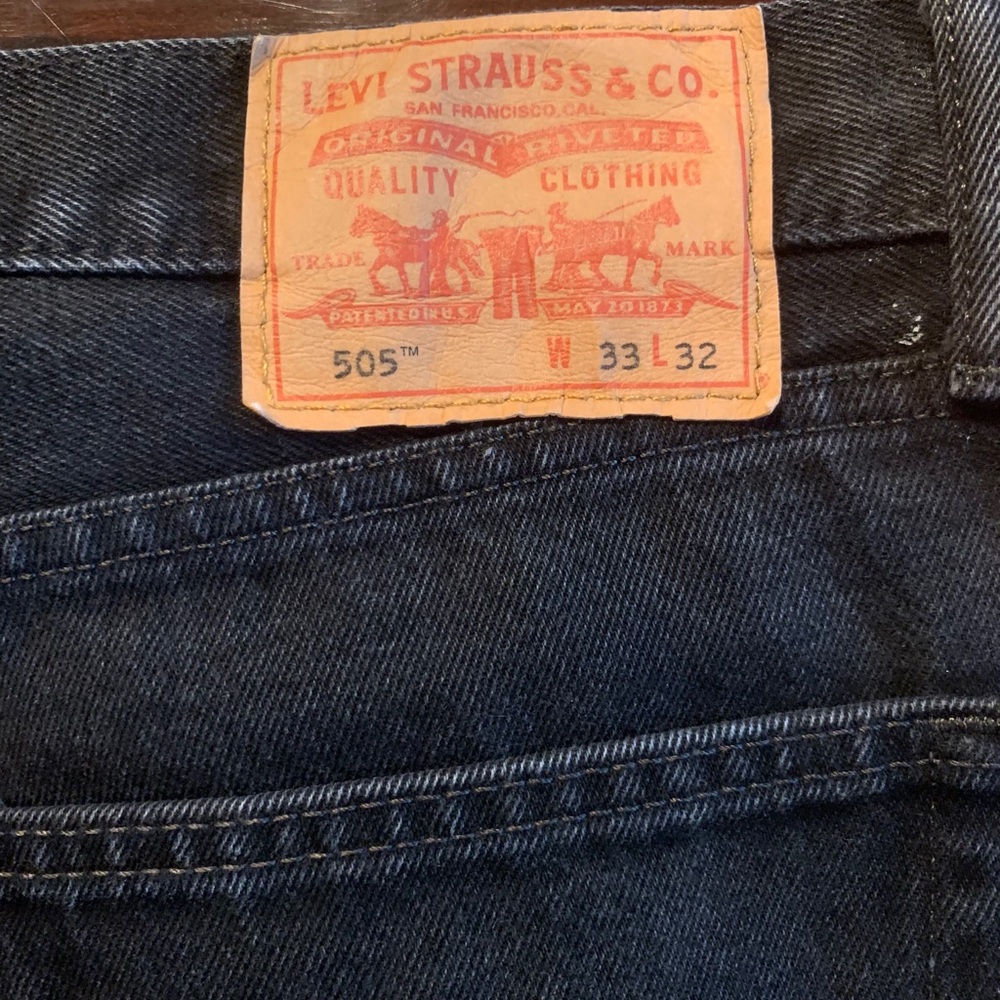 LEVI STRAUSS & CO.
SAN FRANCISCO, CAL.
ORIGINAL RIVETED
QUALITY CLOTHING
TRADE MARK
PATENTED IN U.S. MAY 20 1873
505™ W 33 L 32
®